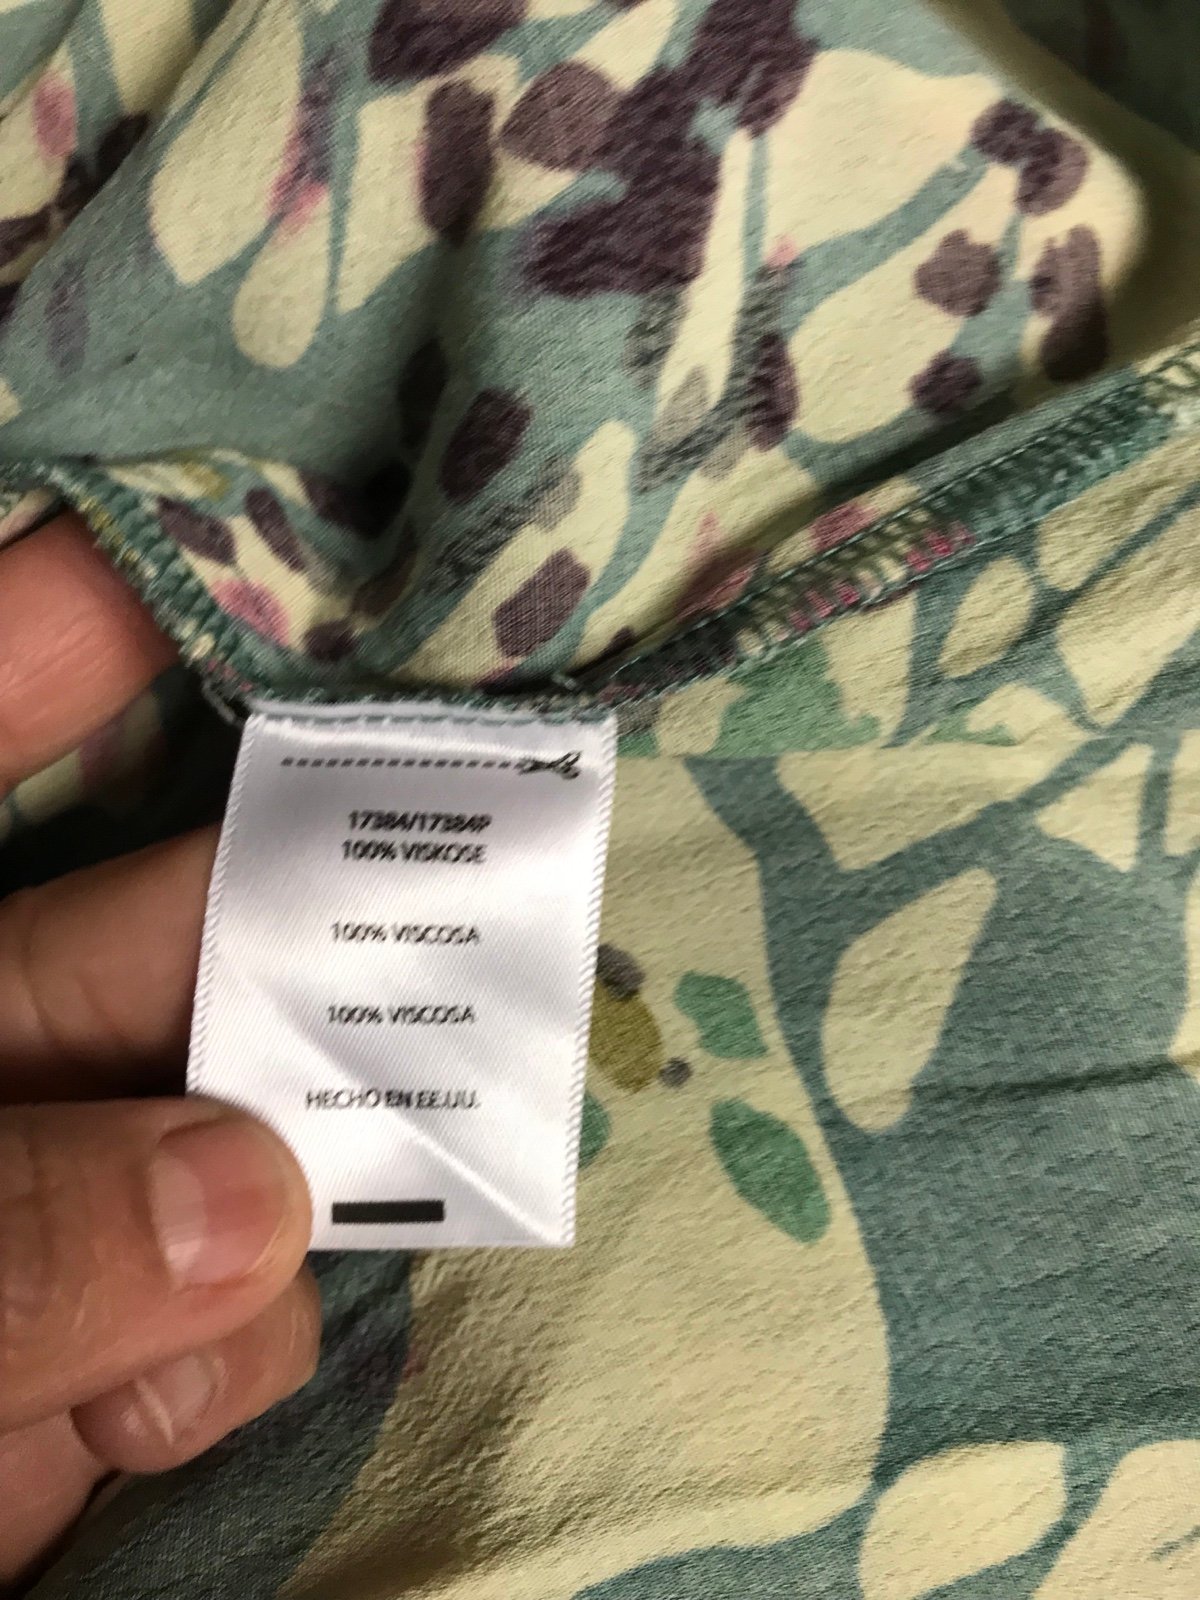 17384/17384P
100% VISKOSE
100% VISCOSA
100% VISCOSA
HECHO EN EE.UU.